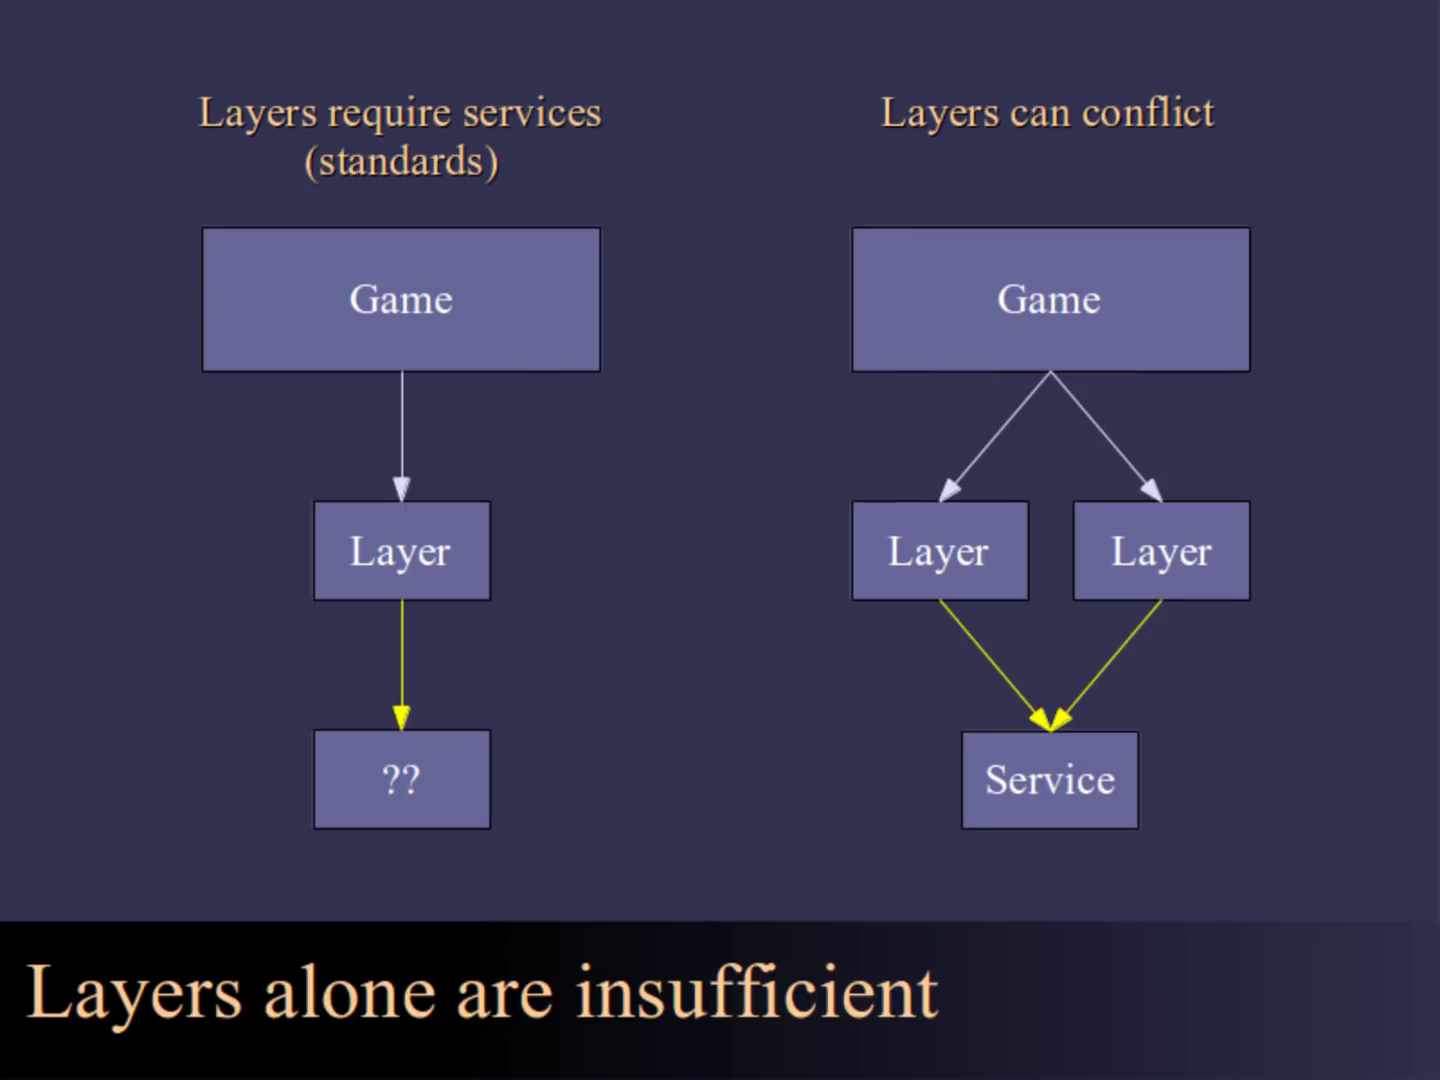 Layers require services
(standards)
Game
Layer
??
Layers can conflict
Game
Layer
Layer
Service
Layers alone are insufficient